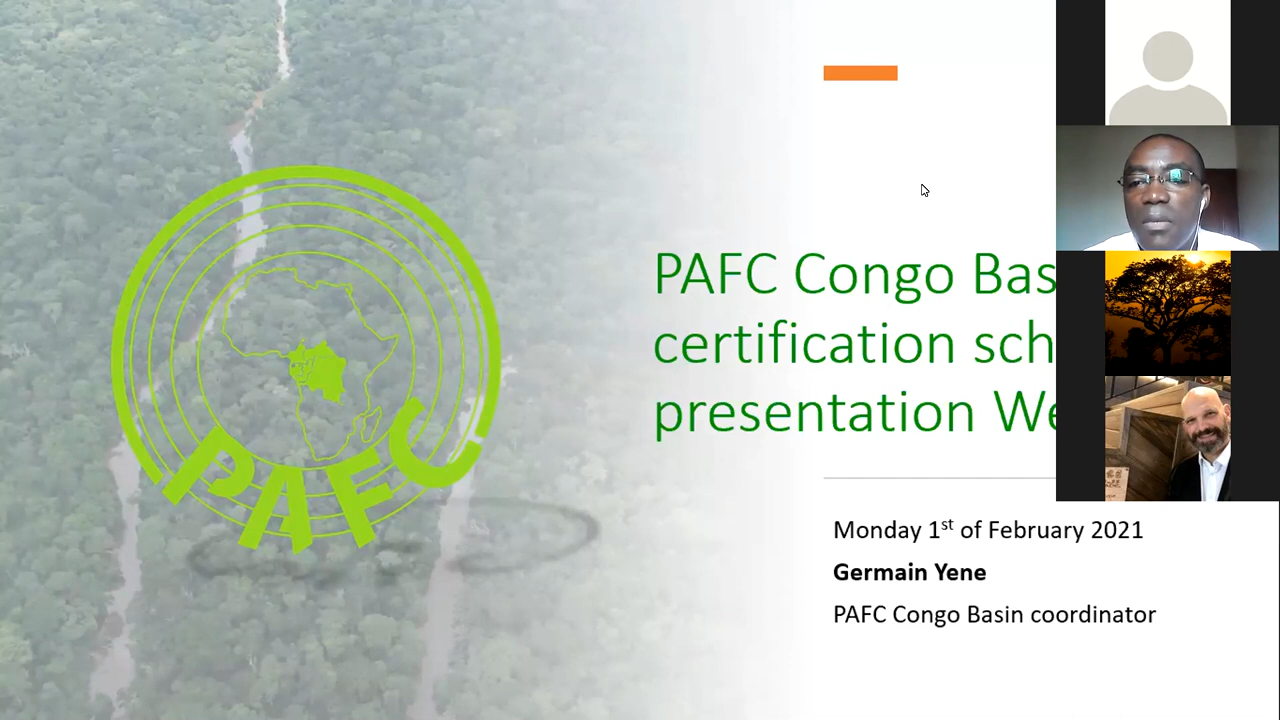 PAFC
PAFC Congo Bas
certification sch
presentation We
Monday 1st of February 2021
Germain Yene
PAFC Congo Basin coordinator